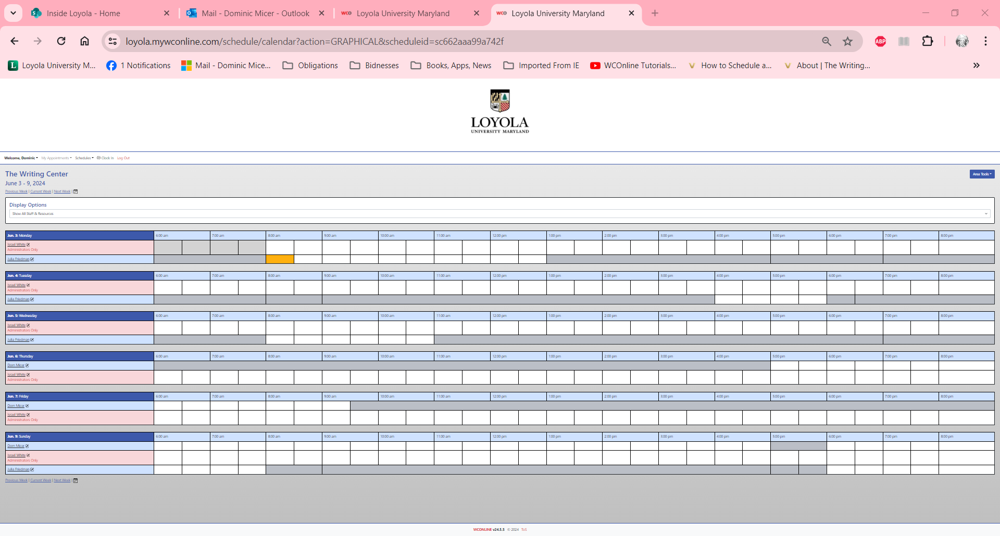 Inside Loyola - Home
Mail - Dominic Micer - Outlook
WCO Loyola University Maryland
WCO Loyola University Maryland
loyola.mywconline.com/schedule/calendar?action=GRAPHICAL&scheduleid=sc662aaa99a742f
ABP
L Loyola University M...
1 Notifications
Mail - Dominic Mice...
Obligations
Bidnesses
Books, Apps, News
Imported From IE
WCOnline Tutorials...
How to Schedule a...
About | The Writing...
LOYOLA
UNIVERSITY MARYLAND
Welcome, Dominic My Appointments Schedules Clock In Log Out
The Writing Center
Area Tools
June 3 - 9, 2024
Previous Week | Current Week | Next Week |
Display Options
Show All Staff & Resources
Jun. 3: Monday 6:00 am 7:00 am 8:00 am 9:00 am 10:00 am 11:00 am 12:00 pm 1:00 pm 2:00 pm 3:00 pm 4:00 pm 5:00 pm 6:00 pm 7:00 pm 8:00 pm
Israel White
Administrators Only
Julia Friedman
Jun. 4: Tuesday 6:00 am 7:00 am 8:00 am 9:00 am 10:00 am 11:00 am 12:00 pm 1:00 pm 2:00 pm 3:00 pm 4:00 pm 5:00 pm 6:00 pm 7:00 pm 8:00 pm
Israel White
Administrators Only
Julia Friedman
Jun. 5: Wednesday 6:00 am 7:00 am 8:00 am 9:00 am 10:00 am 11:00 am 12:00 pm 1:00 pm 2:00 pm 3:00 pm 4:00 pm 5:00 pm 6:00 pm 7:00 pm 8:00 pm
Israel White
Administrators Only
Julia Friedman
Jun. 6: Thursday 6:00 am 7:00 am 8:00 am 9:00 am 10:00 am 11:00 am 12:00 pm 1:00 pm 2:00 pm 3:00 pm 4:00 pm 5:00 pm 6:00 pm 7:00 pm 8:00 pm
Dom Micer
Israel White
Administrators Only
Jun. 7: Friday 6:00 am 7:00 am 8:00 am 9:00 am 10:00 am 11:00 am 12:00 pm 1:00 pm 2:00 pm 3:00 pm 4:00 pm 5:00 pm 6:00 pm 7:00 pm 8:00 pm
Dom Micer
Israel White
Administrators Only
Jun. 9: Sunday 6:00 am 7:00 am 8:00 am 9:00 am 10:00 am 11:00 am 12:00 pm 1:00 pm 2:00 pm 3:00 pm 4:00 pm 5:00 pm 6:00 pm 7:00 pm 8:00 pm
Dom Micer
Israel White
Administrators Only
Julia Friedman
Previous Week | Current Week | Next Week |
WCONLINE v24.5.5 © 2024 ToS